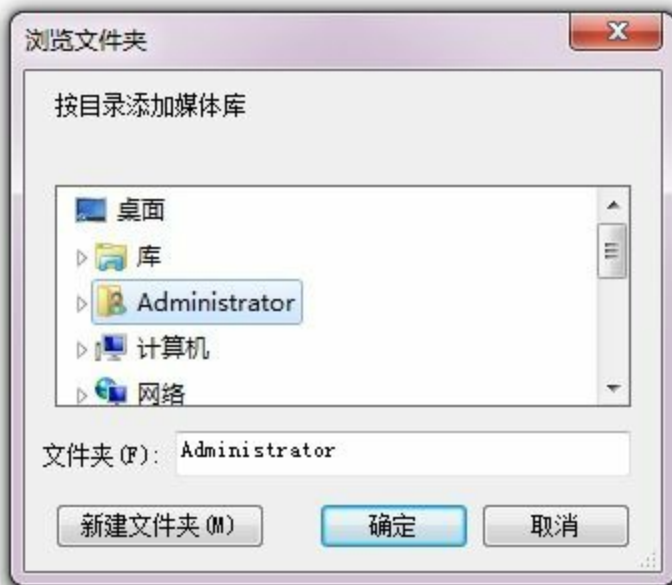 浏览文件夹
按目录添加媒体库
桌面
库
Administrator
计算机
网络
文件夹(F): Administrator
新建文件夹(M) 确定 取消